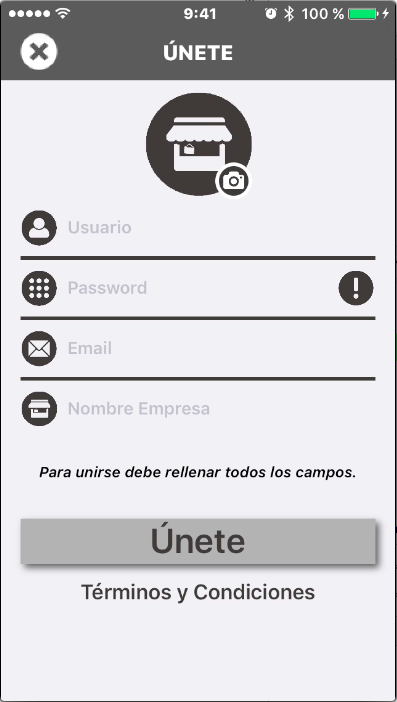 9:41
100 %
ÚNETE
Usuario
Password
Email
Nombre Empresa
Para unirse debe rellenar todos los campos.
Únete
Términos y Condiciones